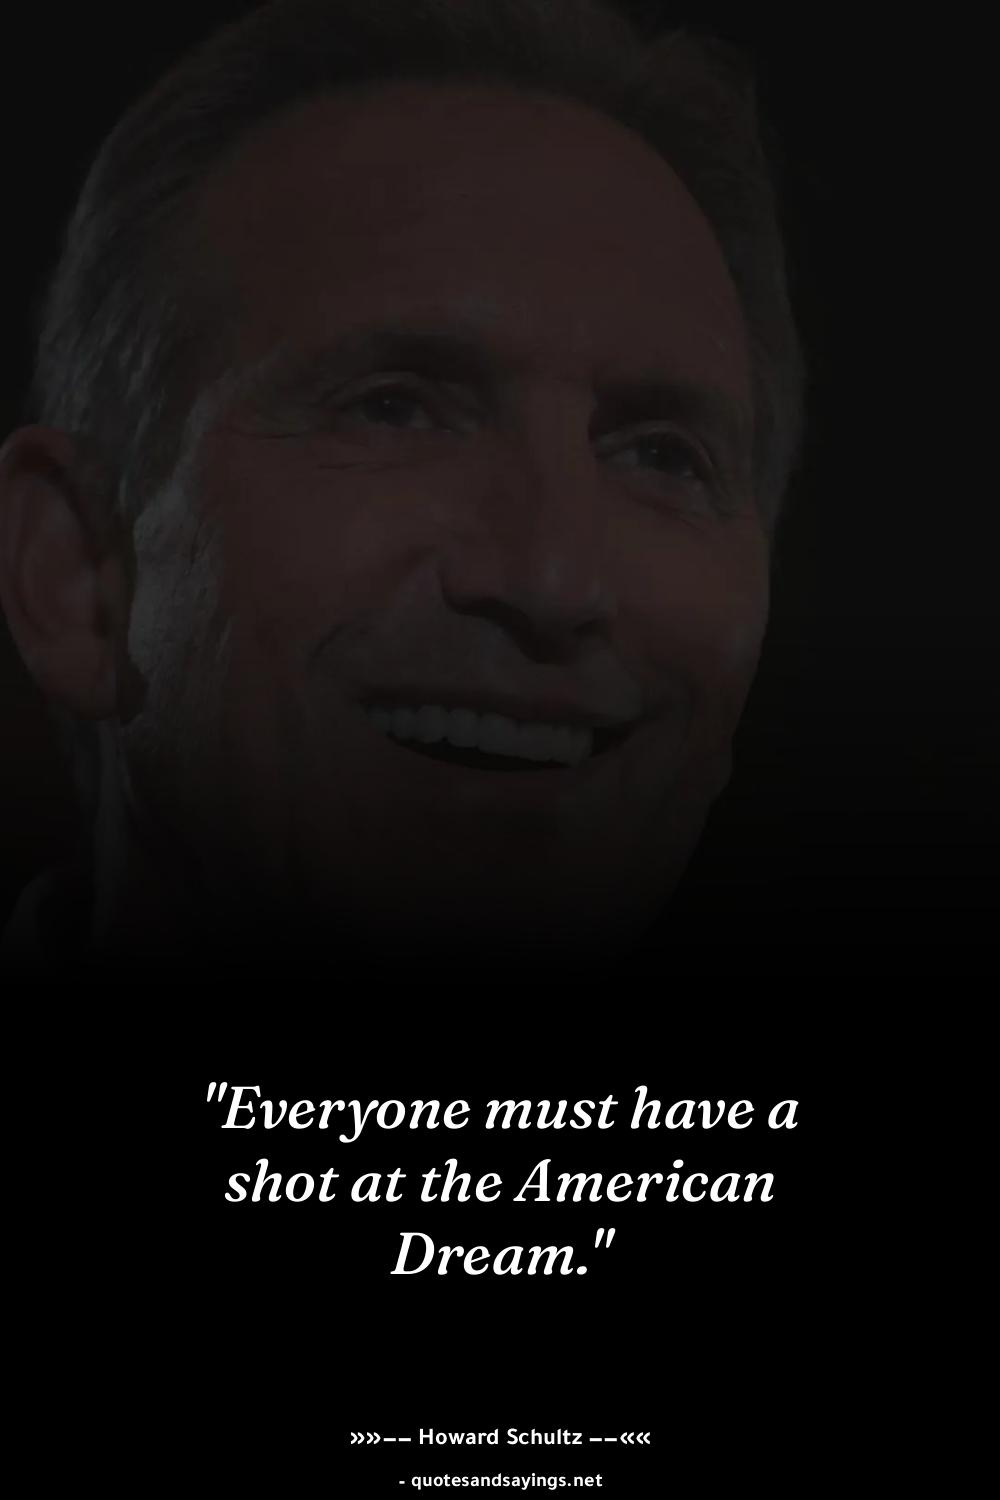 "Everyone must have a
shot at the American
Dream."
»»–– Howard Schultz ––««
- quotesandsayings.net